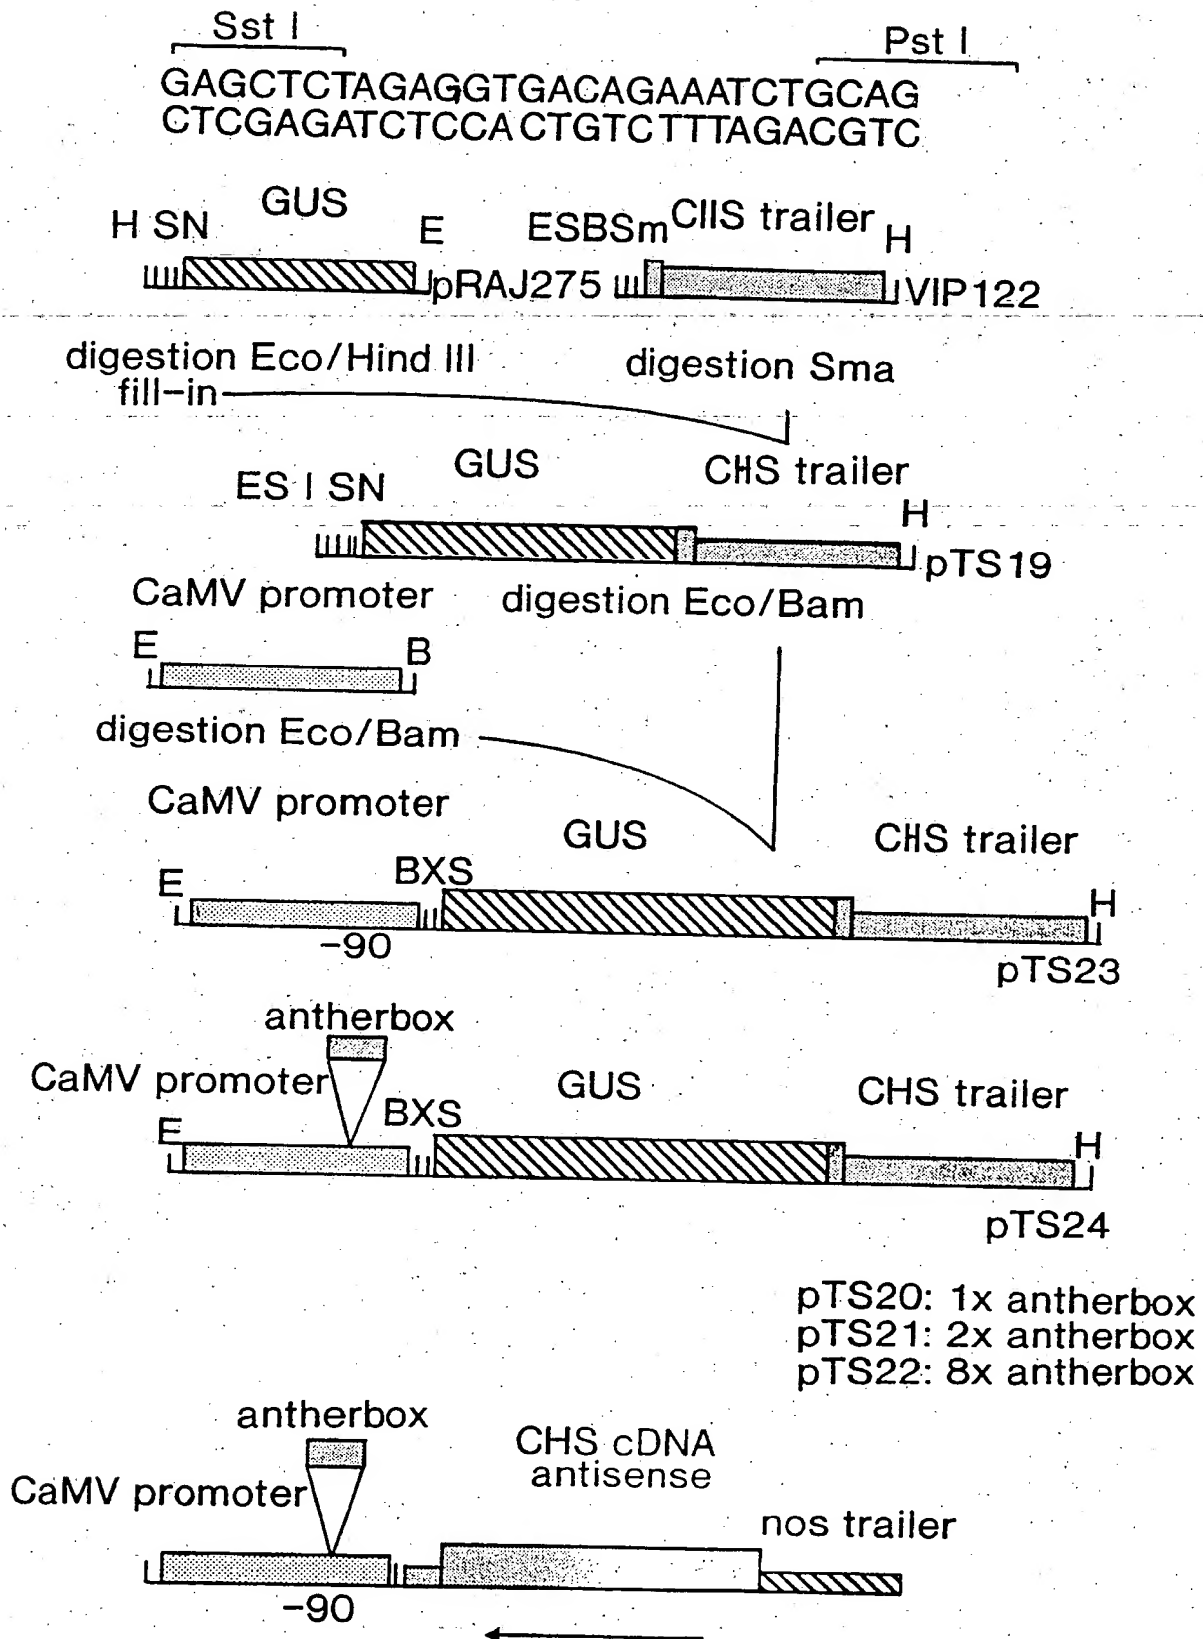 Sst I
Pst I
GAGCTCTAGAGGTGACAGAAATCTGCAG
CTCGAGATCTCCACTGTCTTTAGACGTC
GUS
H SN
E
pRAJ275
ESBSm
CHS trailer
H
VIP122
digestion Eco/Hind III
fill-in
digestion Sma
ES I SN
GUS
CHS trailer
H
pTS19
CaMV promoter
digestion Eco/Bam
E
B
digestion Eco/Bam
CaMV promoter
GUS
CHS trailer
E
BXS
H
-90
pTS23
antherbox
CaMV promoter
GUS
CHS trailer
E
BXS
H
pTS24
pTS20: 1x antherbox
pTS21: 2x antherbox
pTS22: 8x antherbox
antherbox
CHS cDNA
antisense
CaMV promoter
nos trailer
-90